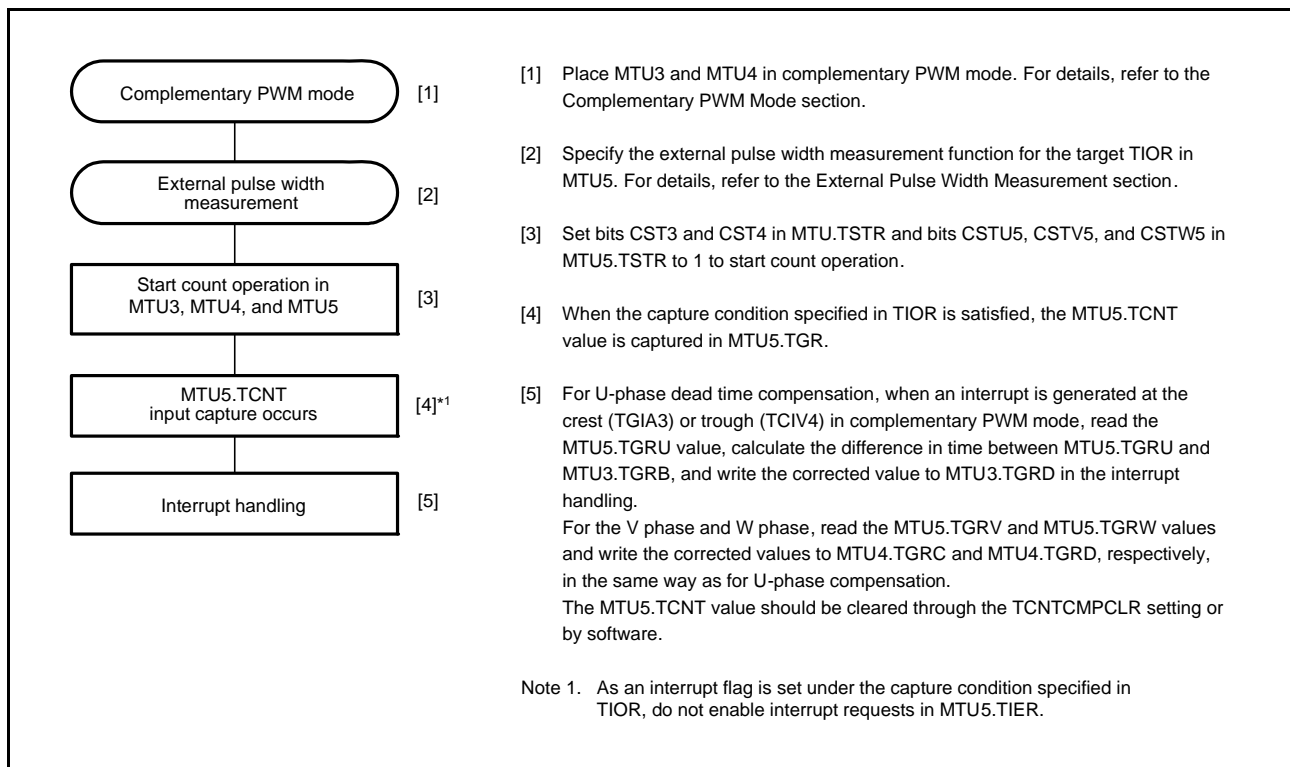 Complementary PWM mode [1]
External pulse width
measurement [2]
Start count operation in
MTU3, MTU4, and MTU5 [3]
MTU5.TCNT
input capture occurs [4]*1
Interrupt handling [5]
[1] Place MTU3 and MTU4 in complementary PWM mode. For details, refer to the
Complementary PWM Mode section.
[2] Specify the external pulse width measurement function for the target TIOR in
MTU5. For details, refer to the External Pulse Width Measurement section.
[3] Set bits CST3 and CST4 in MTU.TSTR and bits CSTU5, CSTV5, and CSTW5 in
MTU5.TSTR to 1 to start count operation.
[4] When the capture condition specified in TIOR is satisfied, the MTU5.TCNT
value is captured in MTU5.TGR.
[5] For U-phase dead time compensation, when an interrupt is generated at the
crest (TGIA3) or trough (TCIV4) in complementary PWM mode, read the
MTU5.TGRU value, calculate the difference in time between MTU5.TGRU and
MTU3.TGRB, and write the corrected value to MTU3.TGRD in the interrupt
handling.
For the V phase and W phase, read the MTU5.TGRV and MTU5.TGRW values
and write the corrected values to MTU4.TGRC and MTU4.TGRD, respectively,
in the same way as for U-phase compensation.
The MTU5.TCNT value should be cleared through the TCNTCMPCLR setting or
by software.
Note 1. As an interrupt flag is set under the capture condition specified in
TIOR, do not enable interrupt requests in MTU5.TIER.